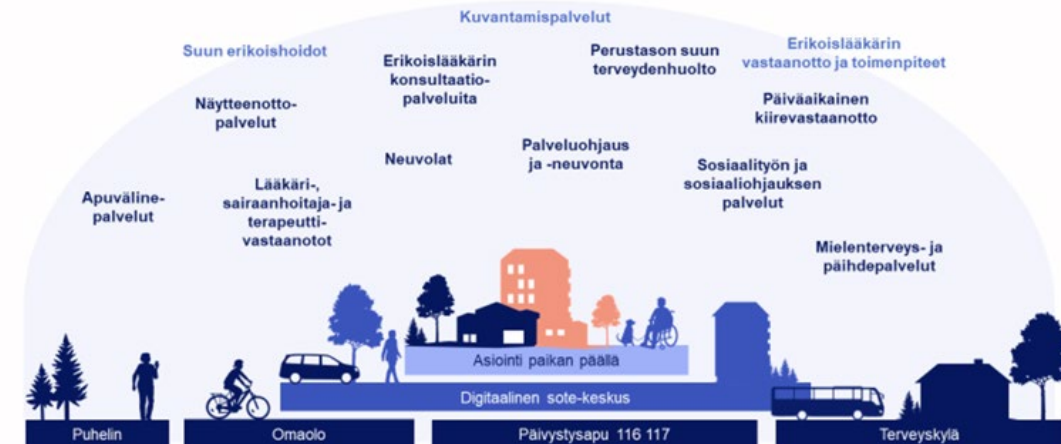 Kuvantamispalvelut
Suun erikoishoidot
Erikoislääkärin
konsultaatio-
palveluita
Perustason suun
terveydenhuolto
Erikoislääkärin
vastaanotto ja toimenpiteet
Näytteenotto-
palvelut
Päiväaikainen
kiirevastaanotto
Neuvolat
Palveluohjaus
ja -neuvonta
Sosiaalityön ja
sosiaaliohjauksen
palvelut
Apuväline-
palvelut
Lääkäri-,
sairaanhoitaja- ja
terapeutti-
vastaanotot
Mielenterveys- ja
päihdepalvelut
Asiointi paikan päällä
Digitaalinen sote-keskus
Puhelin
Omaolo
Päivystysapu 116 117
Terveyskylä